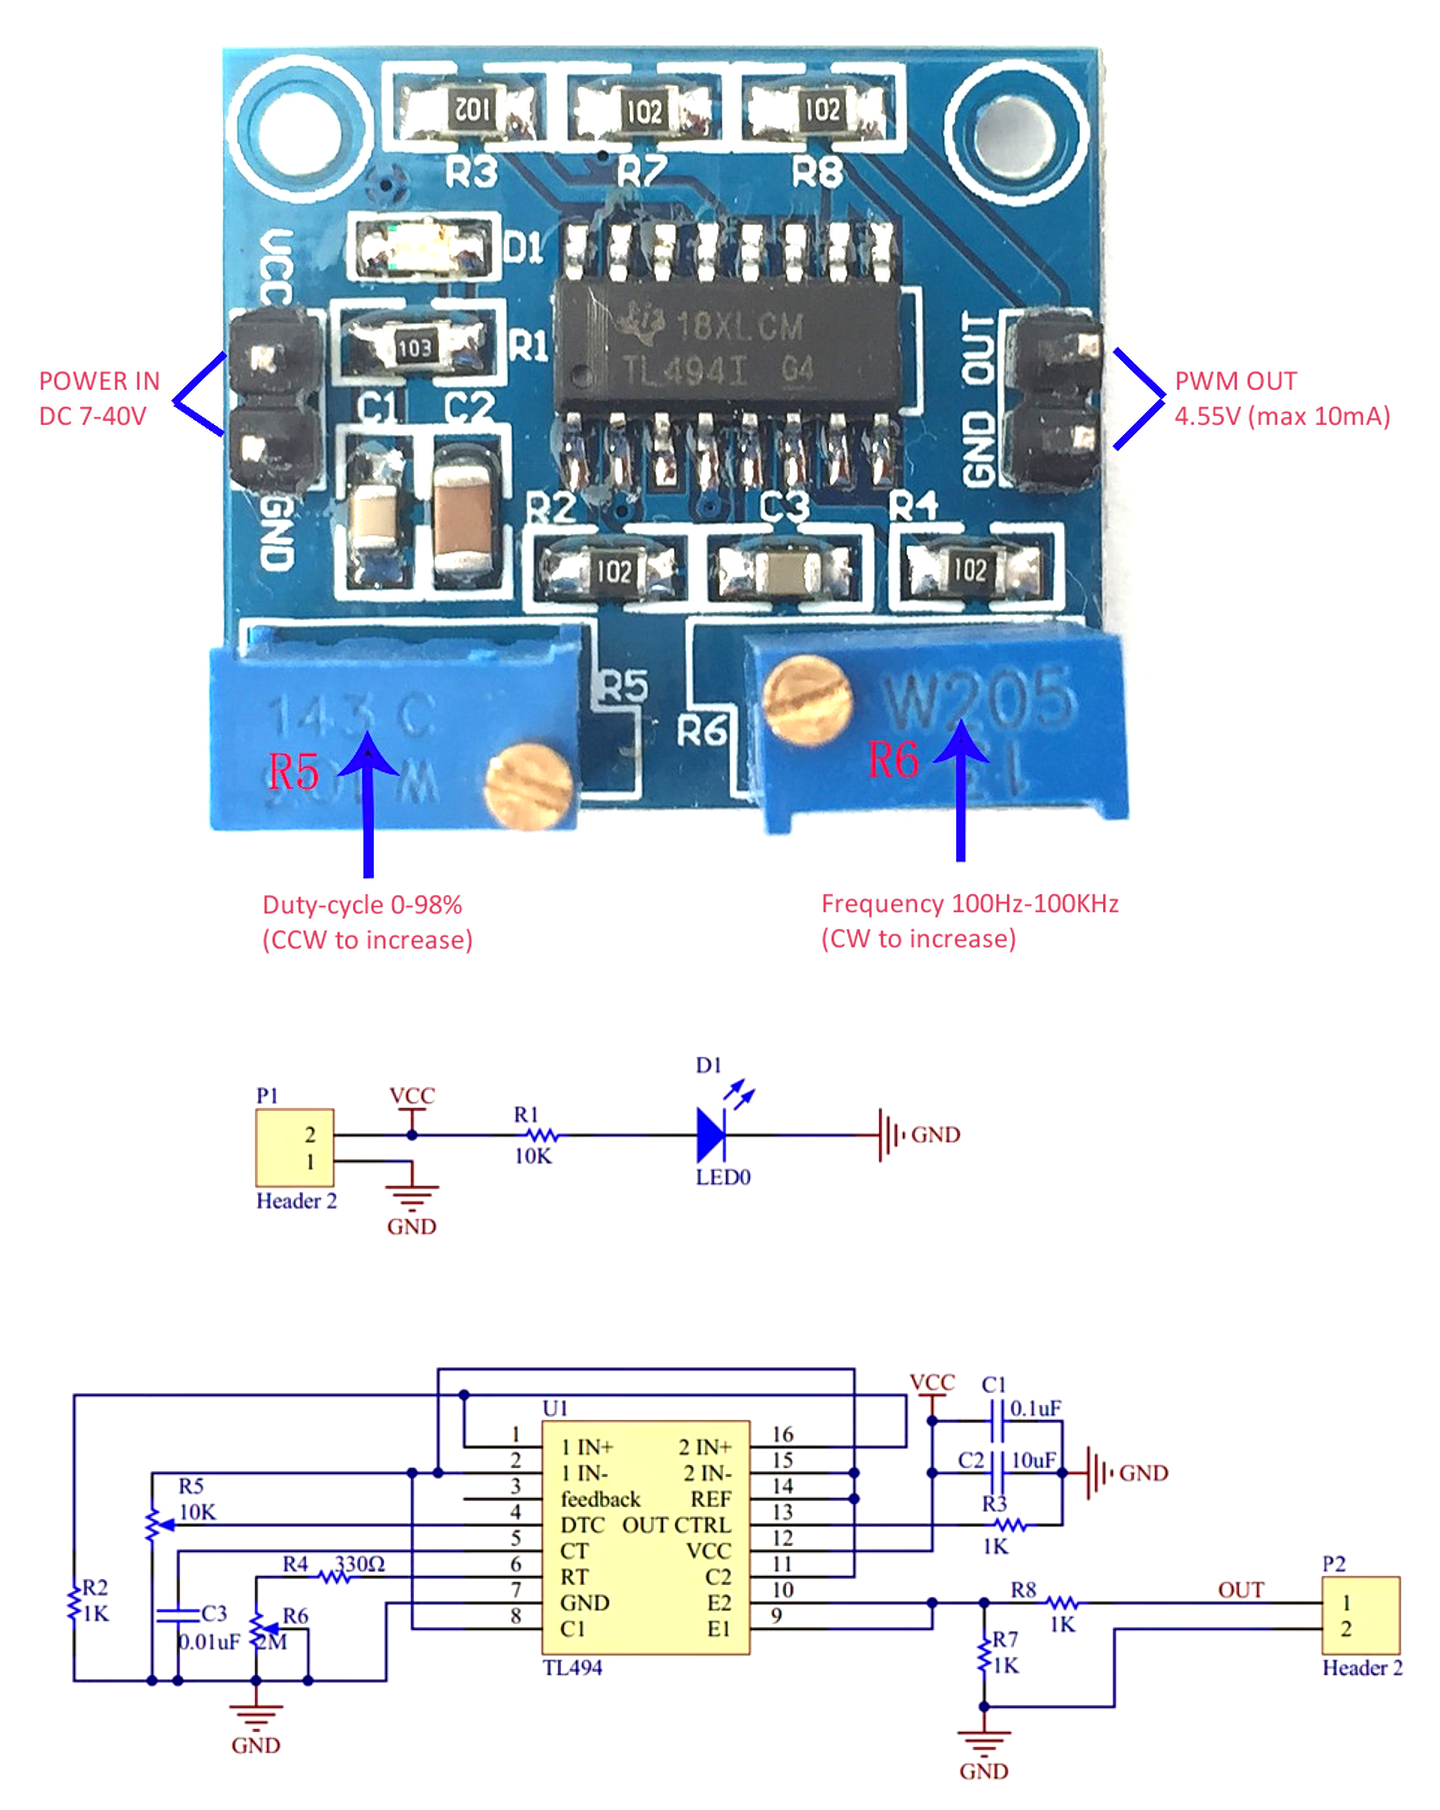 201
102
102
R3
R7
R8
VCC
D1
18XLCM
TL494I G4
103
R1
OUT
GND
POWER IN
DC 7-40V
PWM OUT
4.55V (max 10mA)
C1
C2
GND
R2
C3
R4
102
102
143 C
R5
R5
W205
R6
R6
Duty-cycle 0-98%
(CCW to increase)
Frequency 100Hz-100KHz
(CW to increase)
P1
2
1
Header 2
VCC
GND
R1
10K
D1
LED0
GND
U1
1 1 IN+ 2 IN+ 16
2 1 IN- 2 IN- 15
3 feedback REF 14
4 DTC OUT CTRL 13
5 CT VCC 12
6 RT C2 11
7 GND E2 10
8 C1 E1 9
TL494
R5
10K
R4 330Ω
R2
1K
C3
0.01uF
R6
2M
GND
VCC
C1
0.1uF
C2 10uF
GND
R3
1K
R8
1K
OUT
R7
1K
GND
P2
1
2
Header 2